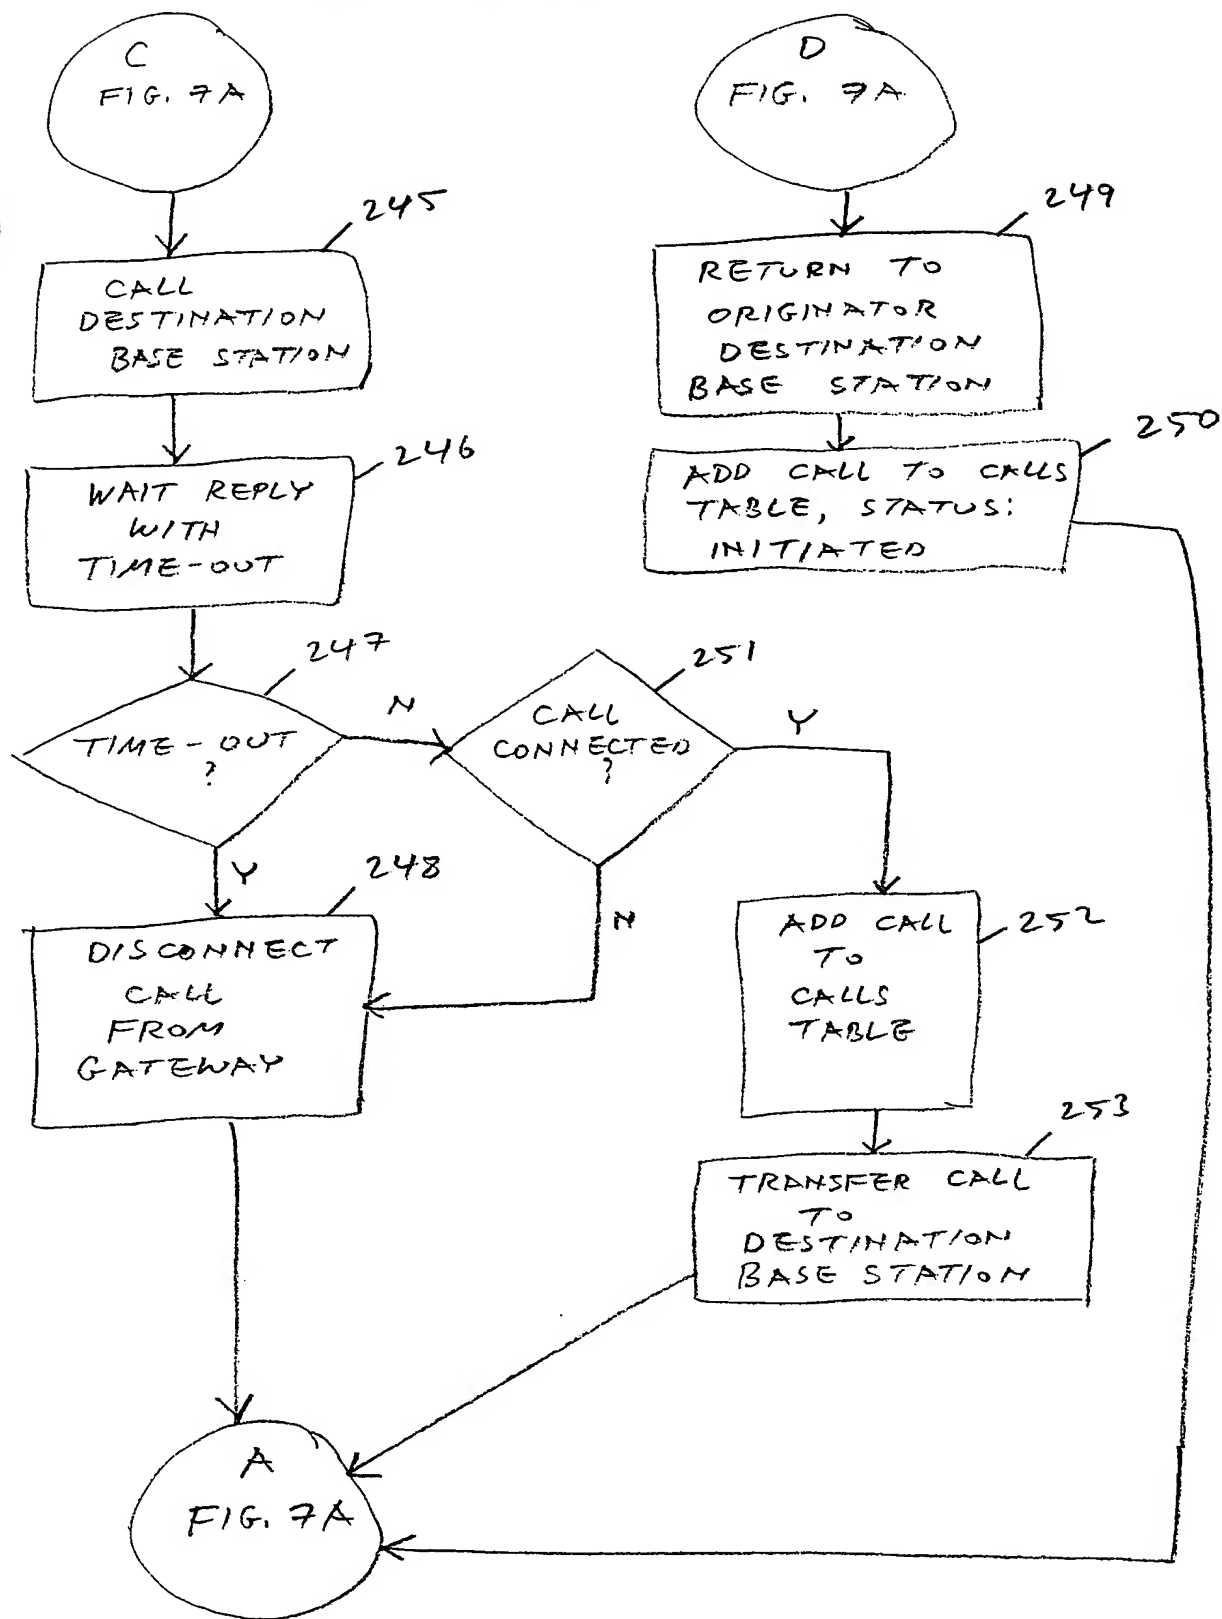 C
FIG. 7A
D
FIG. 7A
245
CALL
DESTINATION
BASE STATION
249
RETURN TO
ORIGINATOR
DESTINATION
BASE STATION
246
WAIT REPLY
WITH
TIME-OUT
250
ADD CALL TO CALLS
TABLE, STATUS:
INITIATED
247
TIME-OUT
?
N
251
CALL
CONNECTED
?
Y
Y
248
DISCONNECT
CALL
FROM
GATEWAY
N
252
ADD CALL
TO
CALLS
TABLE
253
TRANSFER CALL
TO
DESTINATION
BASE STATION
A
FIG. 7A